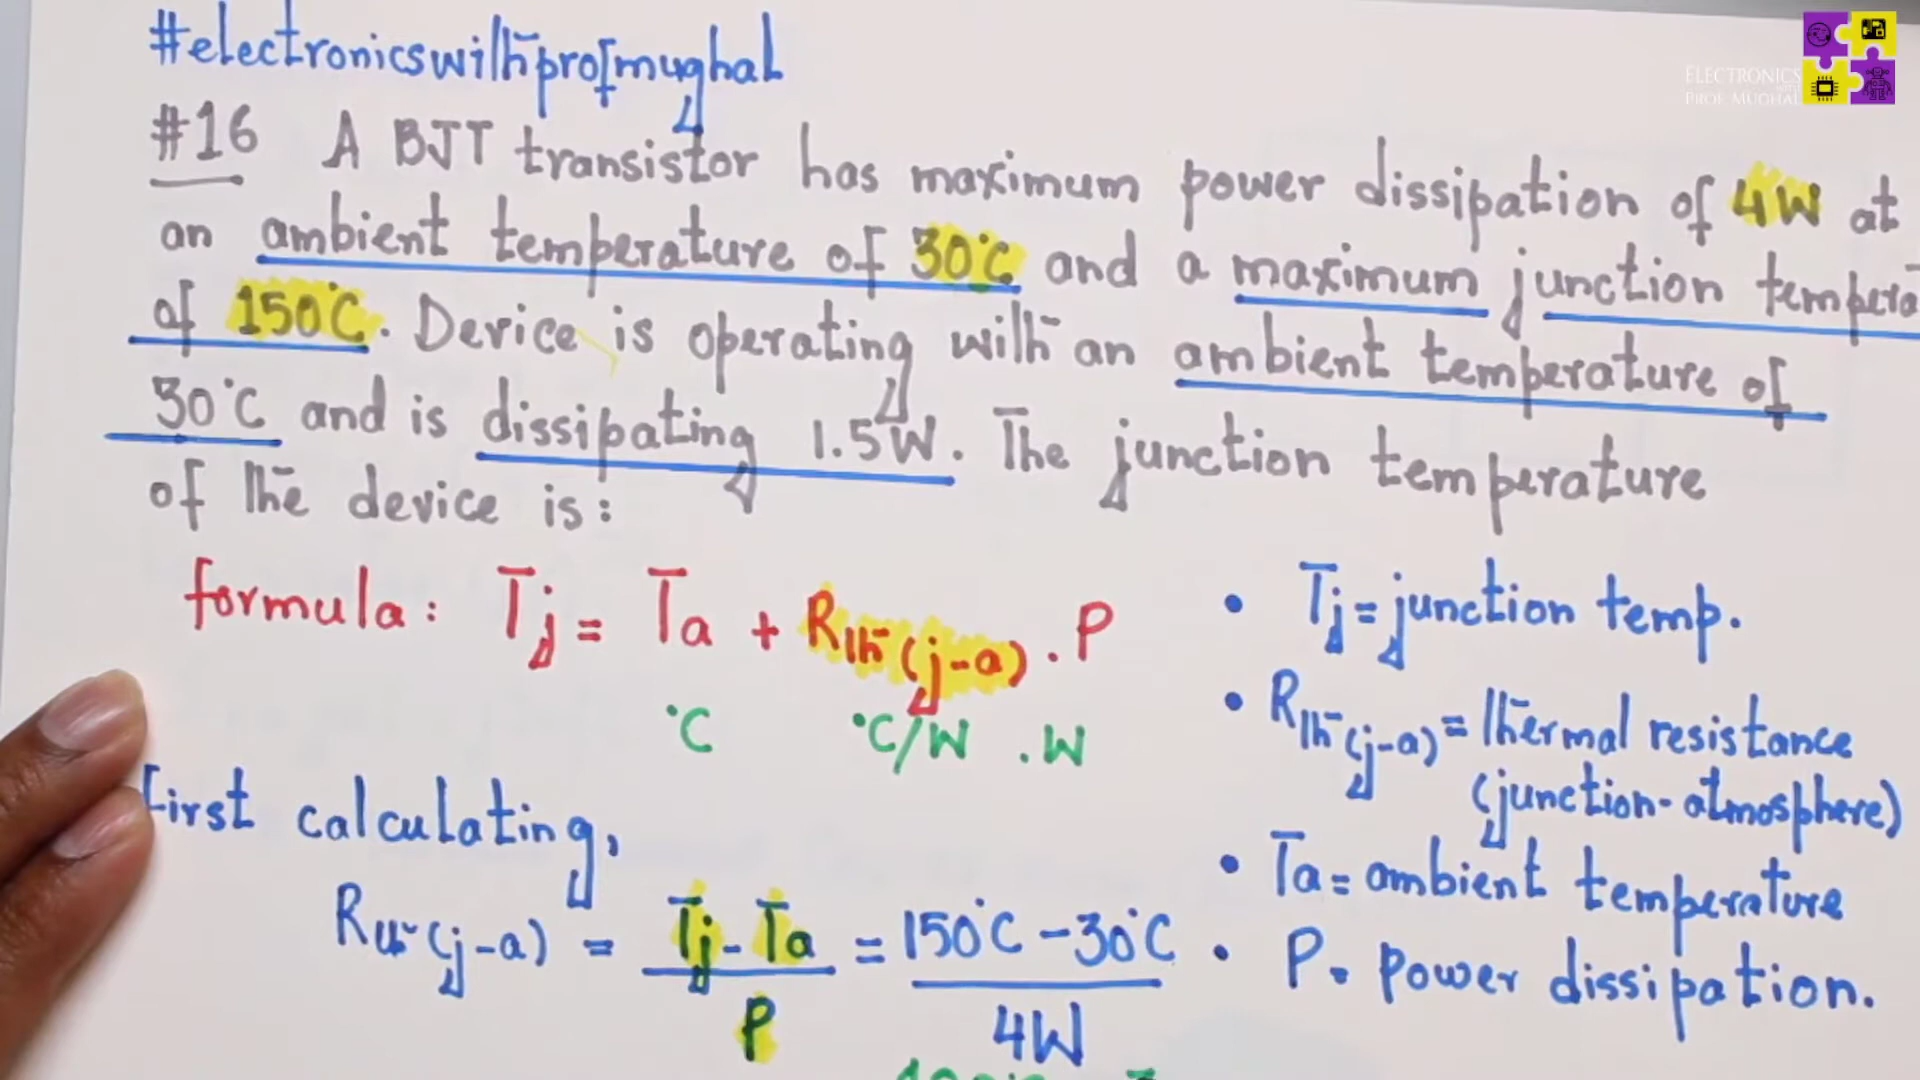 #electronicswithprofmughal
ELECTRONICS
WITH
PROF. MUGHAL
#16 A BJT transistor has maximum power dissipation of 4W at
an ambient temperature of 30°C and a maximum junction tempera
of 150°C. Device is operating with an ambient temperature of
30°C and is dissipating 1.5W. The junction temperature
of the device is:
formula: Tj = Ta + Rth(j-a) . P
°C °C/W . W
• Tj = junction temp.
• Rth(j-a) = thermal resistance
(junction-atmosphere)
• Ta = ambient temperature
• P = power dissipation.
First calculating,
Rth(j-a) = Tj - Ta / P = 150°C - 30°C / 4W